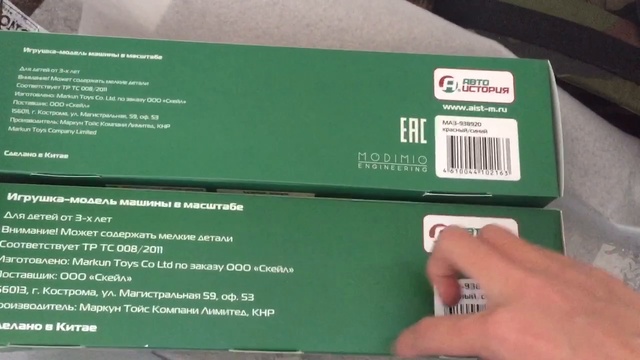 Игрушка-модель машины в масштабе
Для детей от 3-х лет
Внимание! Может содержать мелкие детали
Соответствует ТР ТС 008/2011
Изготовлено: Markun Toys Co Ltd. по заказу ООО «Скейл»
Поставщик: ООО «Скейл»
156011, г. Кострома, ул. Магистральная, 59, оф. 53
Производитель: Маркун Тойс Компани Лимитед, КНР
Markun Toys Company Limited
Сделано в Китае
АВТО
ИСТОРИЯ
www.aist-m.ru
EAC
MODIMIO
ENGINEERING
МАЗ-938920
красный/синий
4610044102163
Игрушка-модель машины в масштабе
Для детей от 3-х лет
Внимание! Может содержать мелкие детали
Соответствует ТР ТС 008/2011
Изготовлено: Markun Toys Co Ltd по заказу ООО «Скейл»
Поставщик: ООО «Скейл»
56013, г. Кострома, ул. Магистральная 59, оф. 53
Производитель: Маркун Тойс Компани Лимитед, КНР
Сделано в Китае